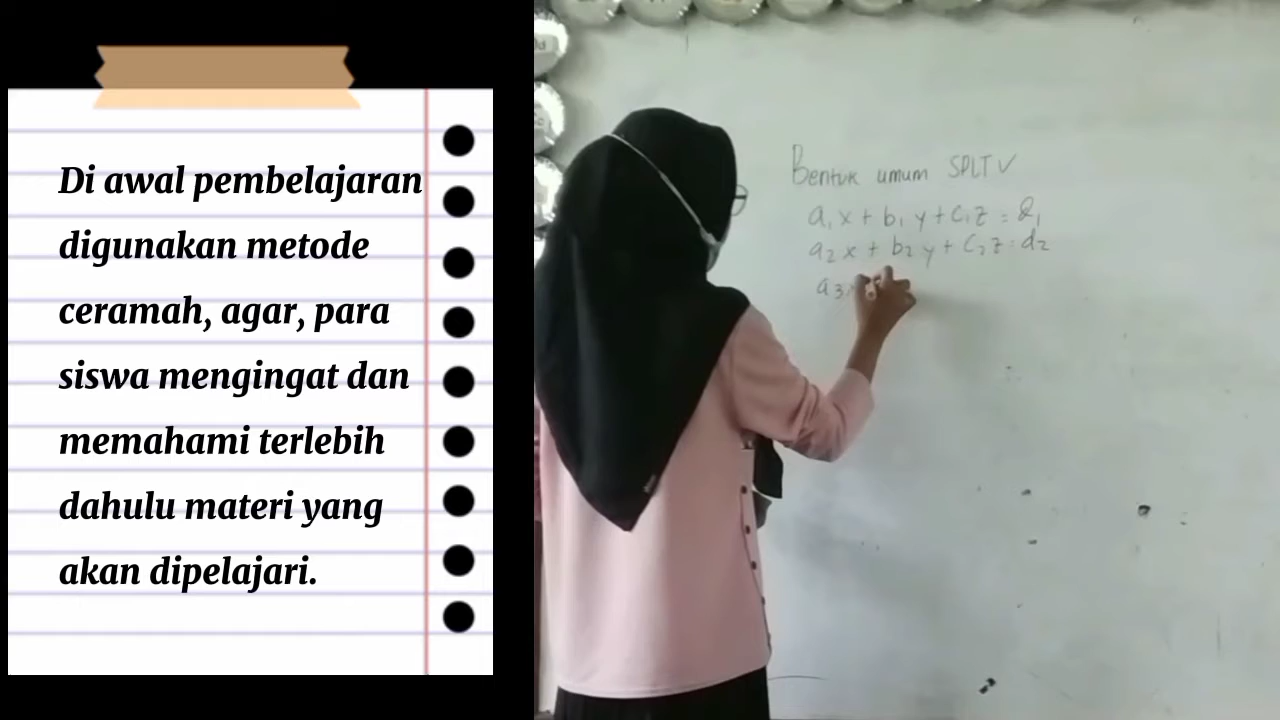 Di awal pembelajaran
digunakan metode
ceramah, agar, para
siswa mengingat dan
memahami terlebih
dahulu materi yang
akan dipelajari.
Bentuk umum SPLTV
a₁x + b₁y + c₁z = d₁
a₂x + b₂y + c₂z = d₂
a₃